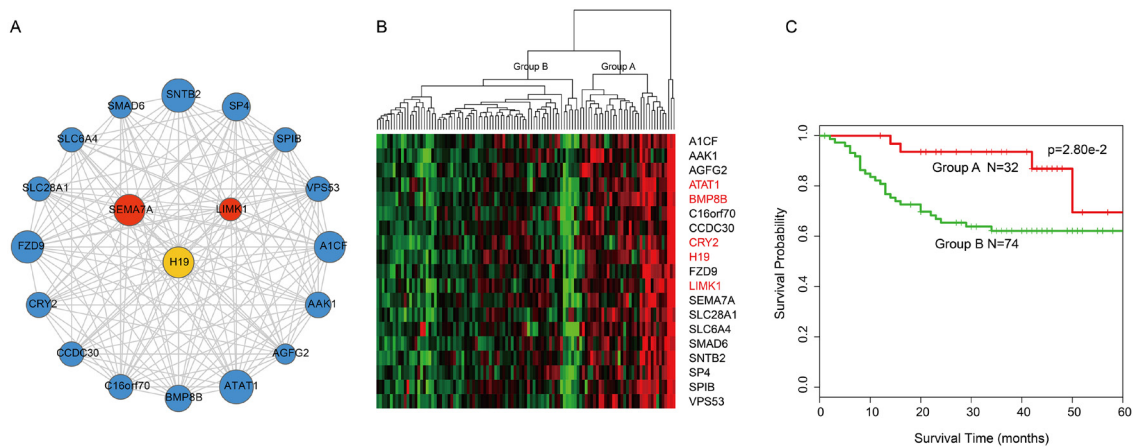 A
SNTB2
SMAD6
SP4
SLC6A4
SPIB
SLC28A1
VPS53
SEMA7A
LIMK1
FZD9
A1CF
H19
CRY2
AAK1
CCDC30
AGFG2
C16orf70
ATAT1
BMP8B
B
Group B
Group A
A1CF
AAK1
AGFG2
ATAT1
BMP8B
C16orf70
CCDC30
CRY2
H19
FZD9
LIMK1
SEMA7A
SLC28A1
SLC6A4
SMAD6
SNTB2
SP4
SPIB
VPS53
C
p=2.80e-2
Group A N=32
Group B N=74
Survival Probability
1.0
0.8
0.6
0.4
0.2
0.0
0 10 20 30 40 50 60
Survival Time (months)